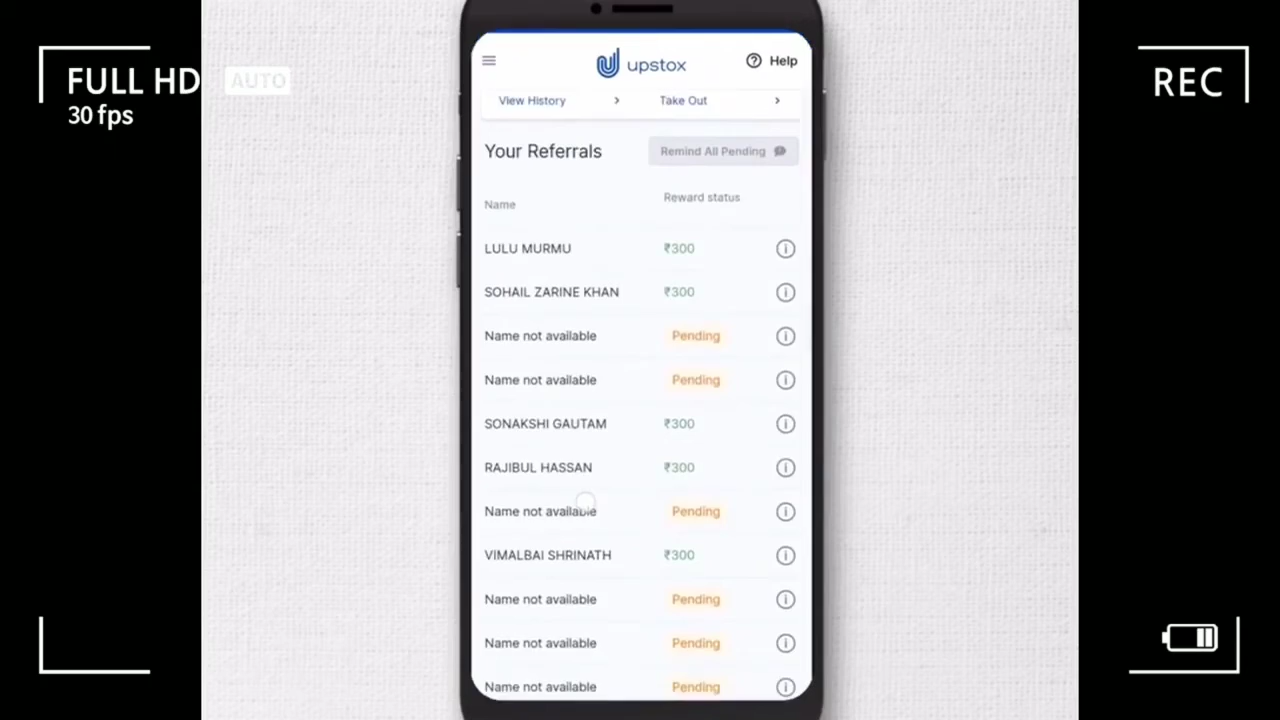 FULL HD
AUTO
30 fps
REC
upstox
Help
View History
Take Out
Your Referrals
Remind All Pending
Name
Reward status
LULU MURMU ₹300
SOHAIL ZARINE KHAN ₹300
Name not available Pending
Name not available Pending
SONAKSHI GAUTAM ₹300
RAJIBUL HASSAN ₹300
Name not available Pending
VIMALBAI SHRINATH ₹300
Name not available Pending
Name not available Pending
Name not available Pending